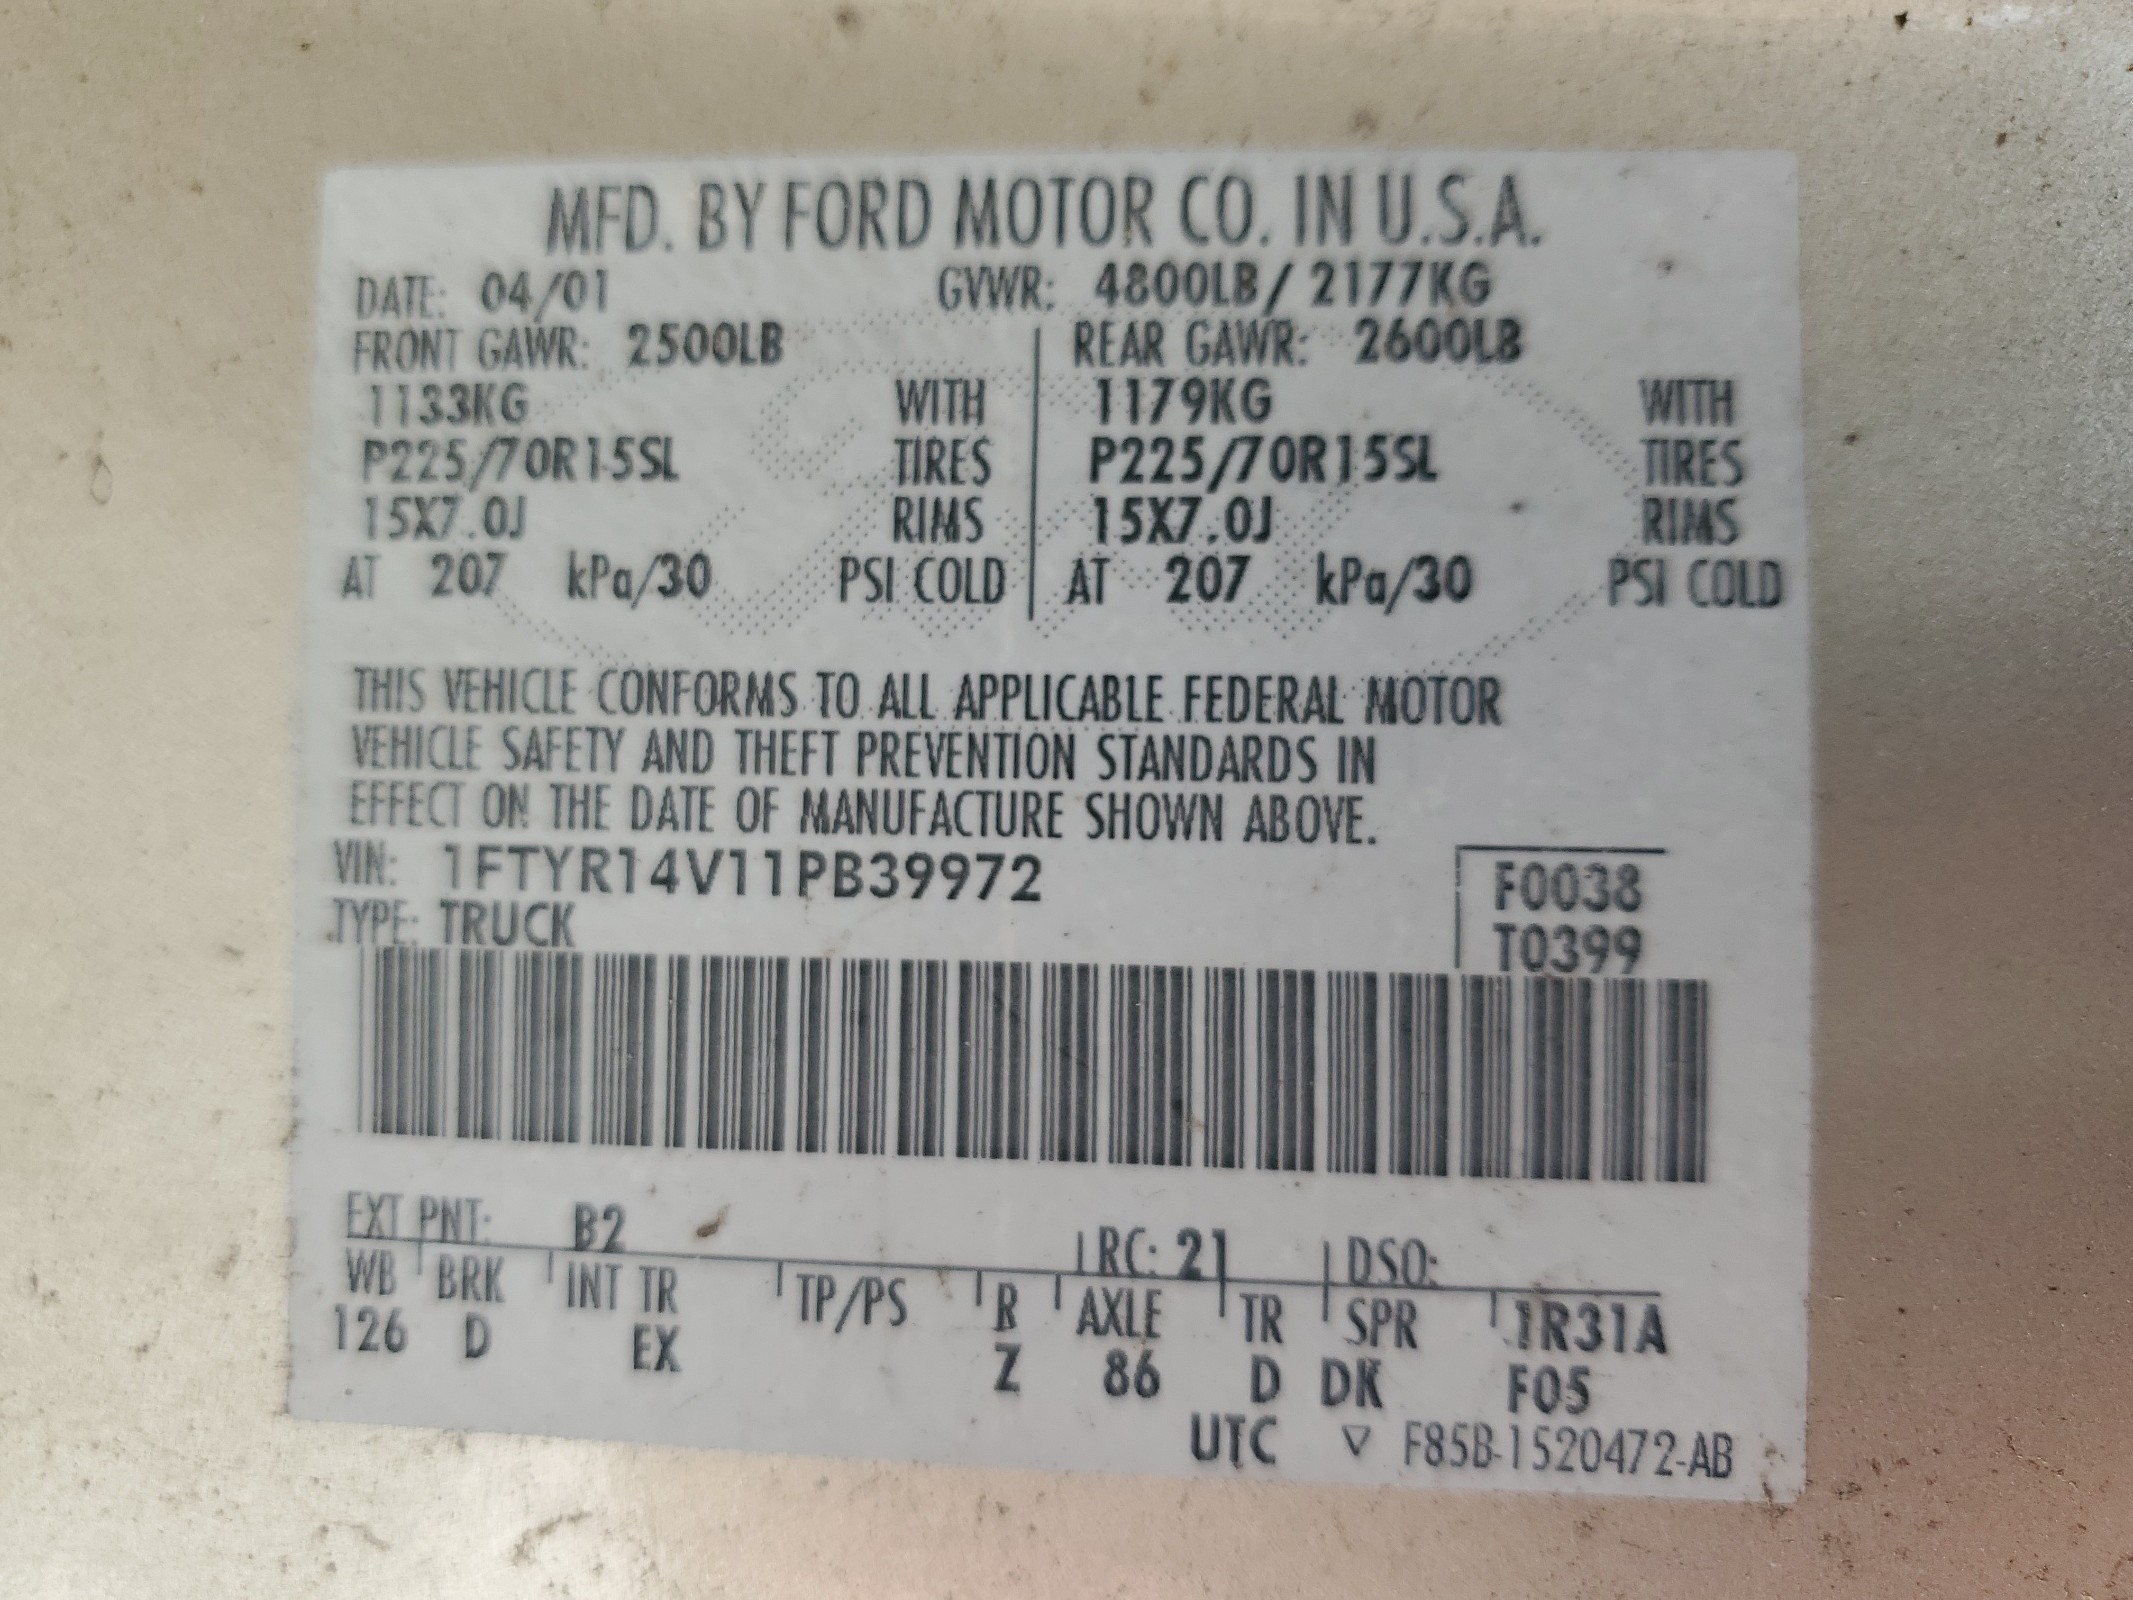 MFD. BY FORD MOTOR CO. IN U.S.A.
DATE: 04/01 GVWR: 4800LB / 2177KG
FRONT GAWR: 2500LB REAR GAWR: 2600LB
1133KG WITH 1179KG WITH
P225/70R15SL TIRES P225/70R15SL TIRES
15X7.0J RIMS 15X7.0J RIMS
AT 207 kPa/30 PSI COLD AT 207 kPa/30 PSI COLD
THIS VEHICLE CONFORMS TO ALL APPLICABLE FEDERAL MOTOR
VEHICLE SAFETY AND THEFT PREVENTION STANDARDS IN
EFFECT ON THE DATE OF MANUFACTURE SHOWN ABOVE.
VIN: 1FTYR14V11PB39972 F0038
TYPE: TRUCK T0399
EXT PNT: B2 RC: 21 DSO:
WB BRK INT TR TP/PS R AXLE TR SPR 1R31A
126 D EX Z 86 D DK F05
UTC ▽ F85B-1520472-AB